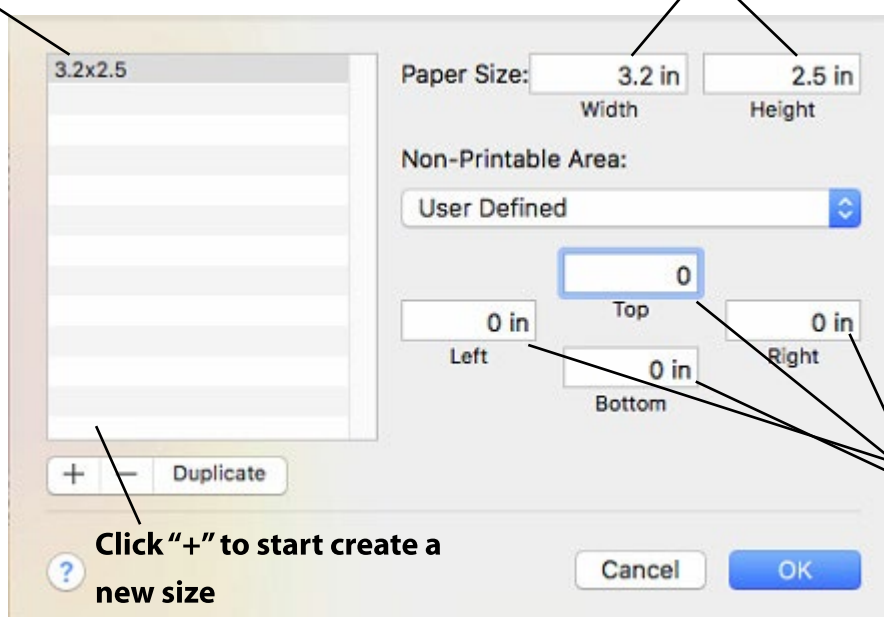 3.2x2.5
Paper Size: 3.2 in 2.5 in
Width Height
Non-Printable Area:
User Defined
0
Top
0 in 0 in
Left Right
0 in
Bottom
+ − Duplicate
Click “+” to start create a
new size
? Cancel OK